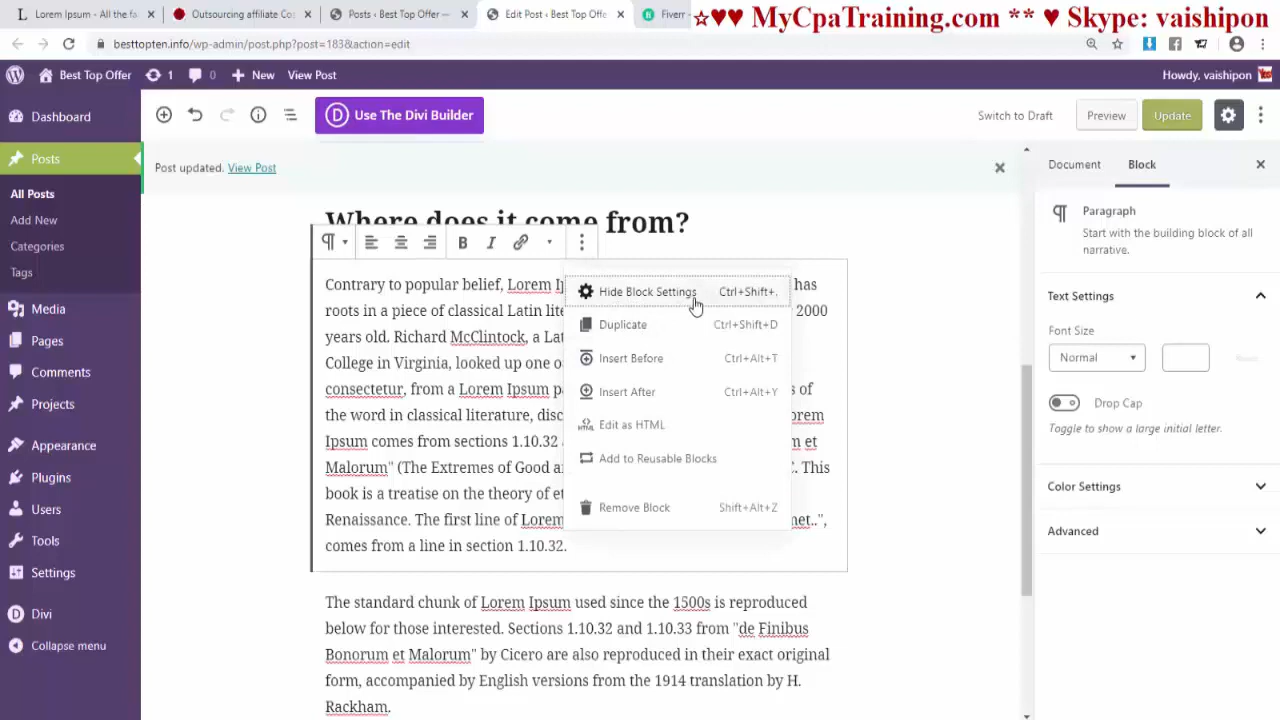 Lorem Ipsum - All the fa
Outsourcing affiliate Co
Posts ‹ Best Top Offer —
Edit Post ‹ Best Top Offe
Fiverr
☆♥♥ MyCpaTraining.com ** ♥ Skype: vaishipon
besttopten.info/wp-admin/post.php?post=183&action=edit
Best Top Offer 1 0 New View Post Howdy, vaishipon
Dashboard
Posts
All Posts
Add New
Categories
Tags
Media
Pages
Comments
Projects
Appearance
Plugins
Users
Tools
Settings
Divi
Collapse menu
D Use The Divi Builder
Switch to Draft Preview Update
Post updated. View Post
Where does it come from?
B I
Contrary to popular belief, Lorem Ip has
roots in a piece of classical Latin lite 2000
years old. Richard McClintock, a Lat
College in Virginia, looked up one o
consectetur, from a Lorem Ipsum pa s of
the word in classical literature, disc orem
Ipsum comes from sections 1.10.32 m et
Malorum" (The Extremes of Good an . This
book is a treatise on the theory of et
Renaissance. The first line of Lorem met..",
comes from a line in section 1.10.32.
Hide Block Settings Ctrl+Shift+,
Duplicate Ctrl+Shift+D
Insert Before Ctrl+Alt+T
Insert After Ctrl+Alt+Y
Edit as HTML
Add to Reusable Blocks
Remove Block Shift+Alt+Z
The standard chunk of Lorem Ipsum used since the 1500s is reproduced
below for those interested. Sections 1.10.32 and 1.10.33 from "de Finibus
Bonorum et Malorum" by Cicero are also reproduced in their exact original
form, accompanied by English versions from the 1914 translation by H.
Rackham.
Document Block
Paragraph
Start with the building block of all
narrative.
Text Settings
Font Size
Normal
Drop Cap
Toggle to show a large initial letter.
Color Settings
Advanced